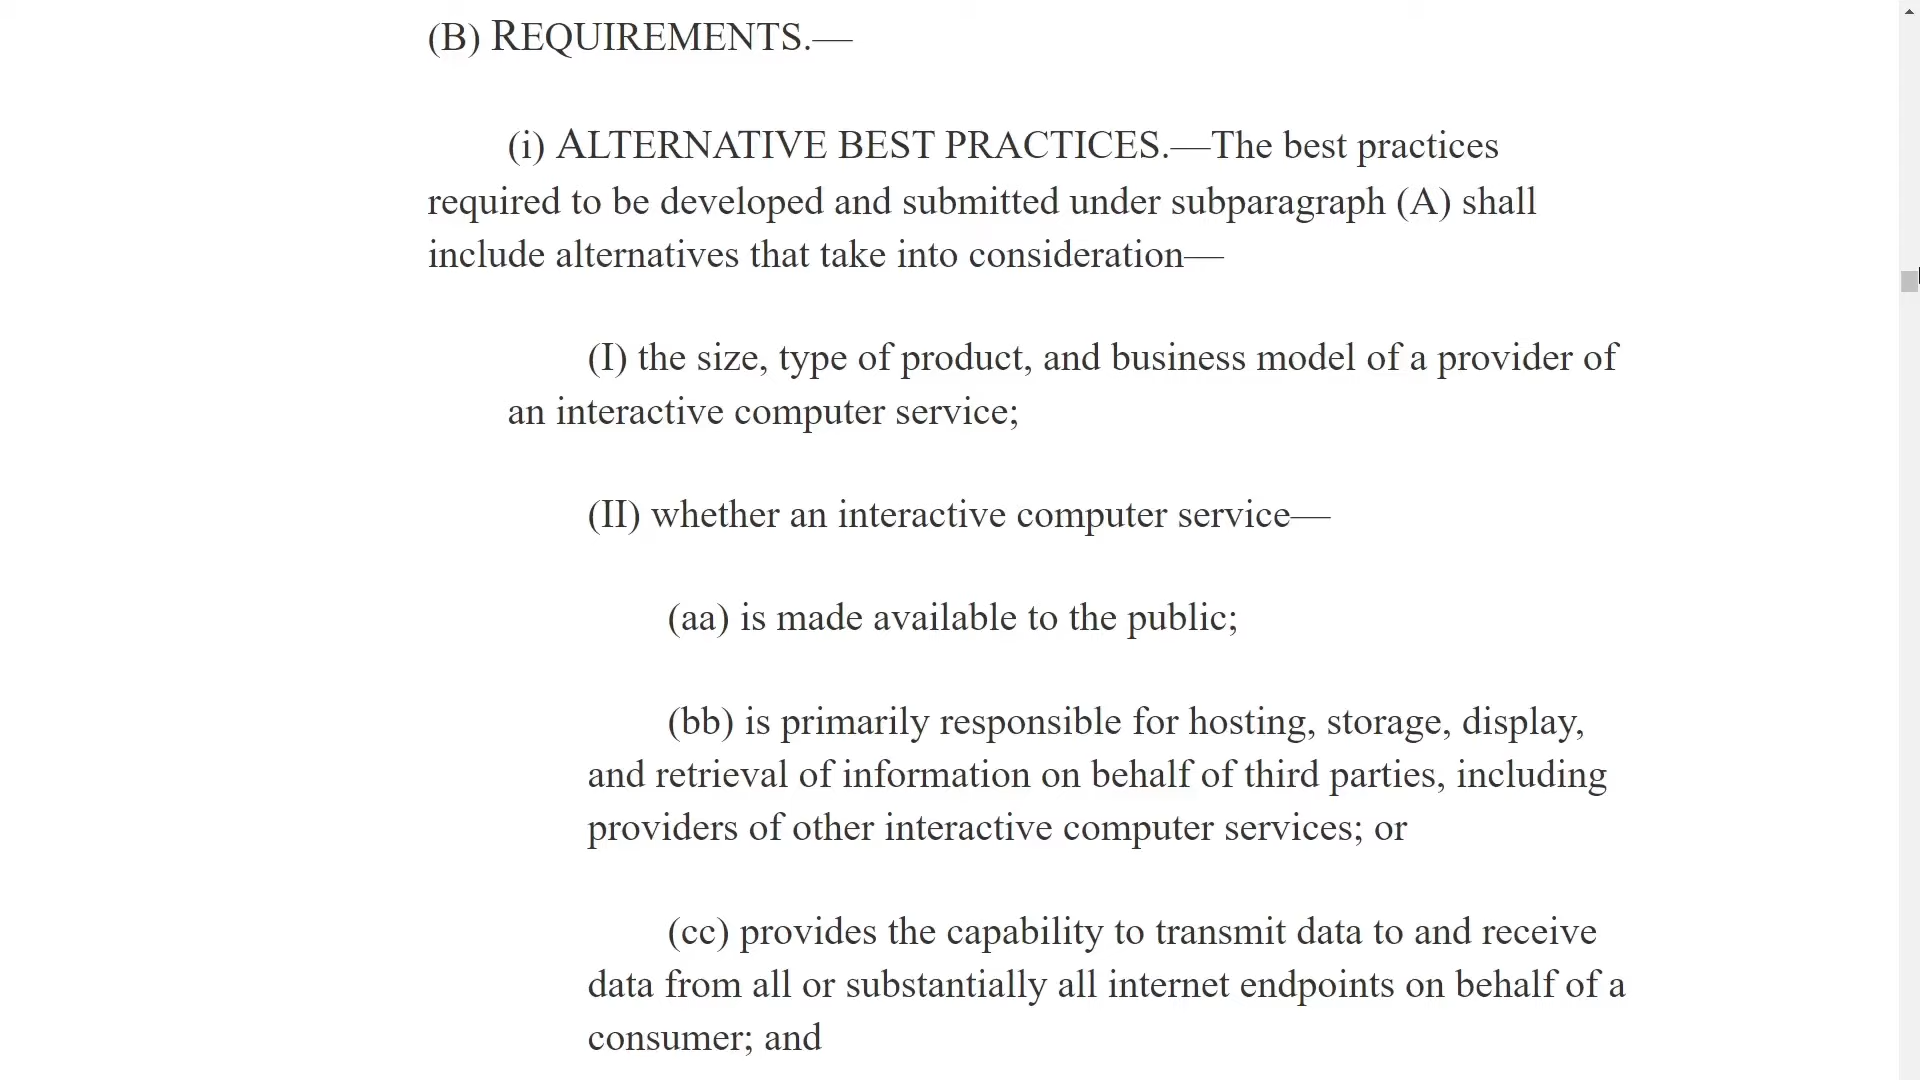 (B) REQUIREMENTS.—
(i) ALTERNATIVE BEST PRACTICES.—The best practices
required to be developed and submitted under subparagraph (A) shall
include alternatives that take into consideration—
(I) the size, type of product, and business model of a provider of
an interactive computer service;
(II) whether an interactive computer service—
(aa) is made available to the public;
(bb) is primarily responsible for hosting, storage, display,
and retrieval of information on behalf of third parties, including
providers of other interactive computer services; or
(cc) provides the capability to transmit data to and receive
data from all or substantially all internet endpoints on behalf of a
consumer; and